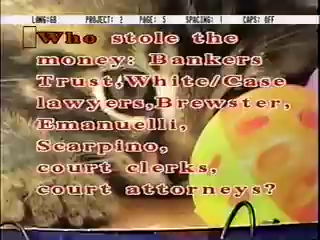 LANG:GB PROJECT: 2 PAGE: 5 SPACING: 1 CAPS: OFF
Who stole the
money: Bankers
Trust,White/Case
lawyers,Brewster,
Emanuelli,
Scarpino,
court clerks,
court attorneys?